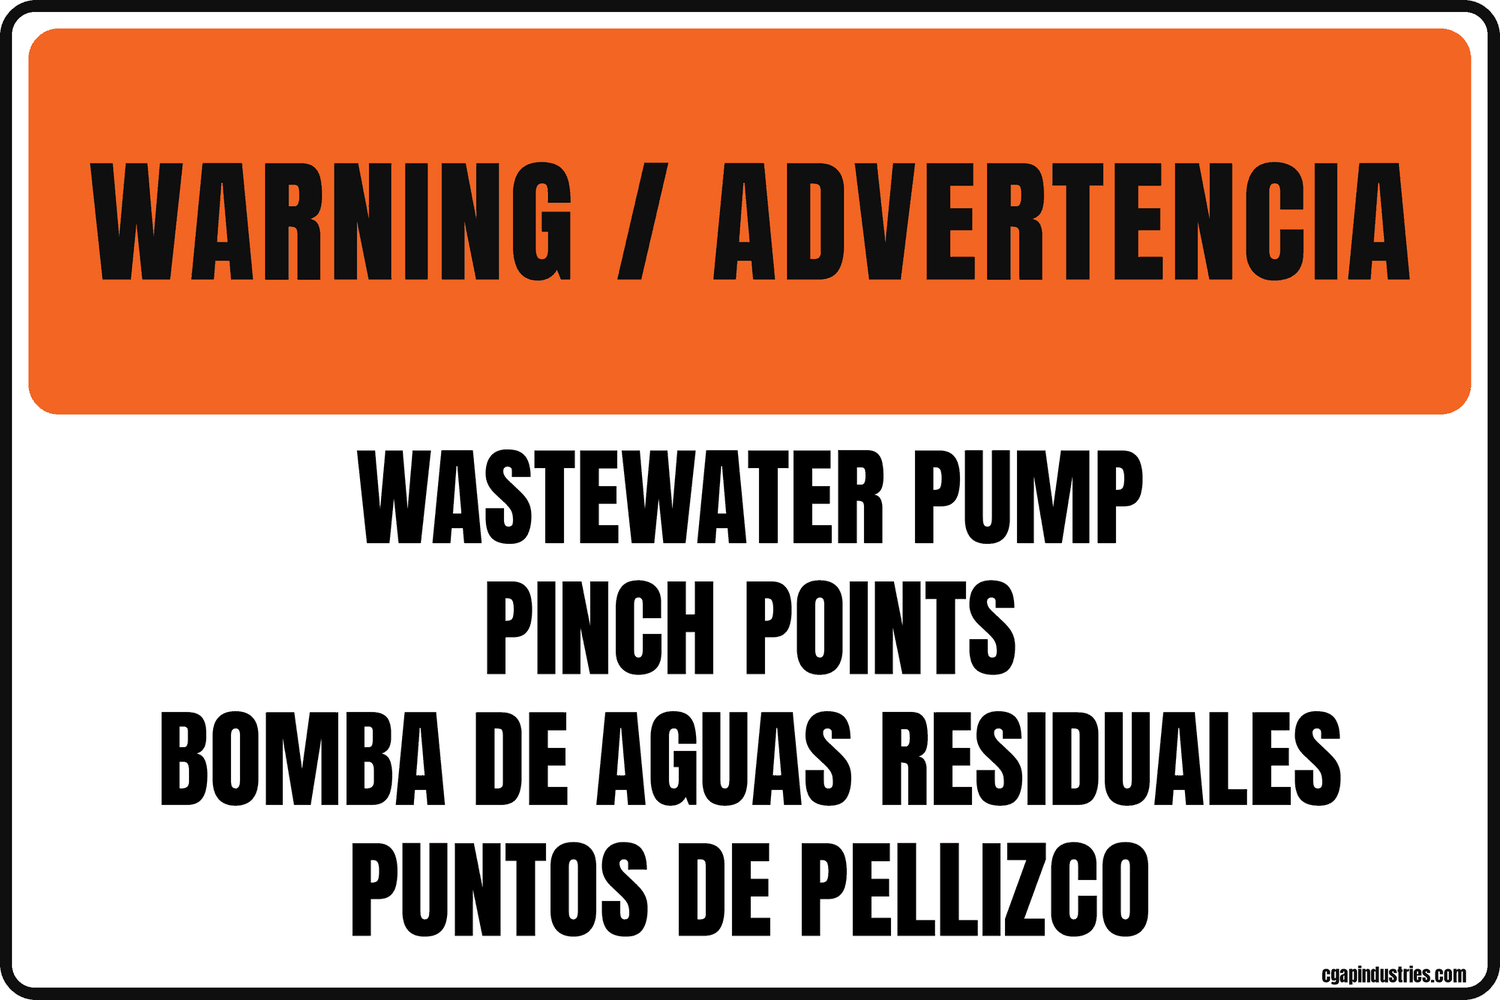 WARNING / ADVERTENCIA
WASTEWATER PUMP
PINCH POINTS
BOMBA DE AGUAS RESIDUALES
PUNTOS DE PELLIZCO
cgapindustries.com